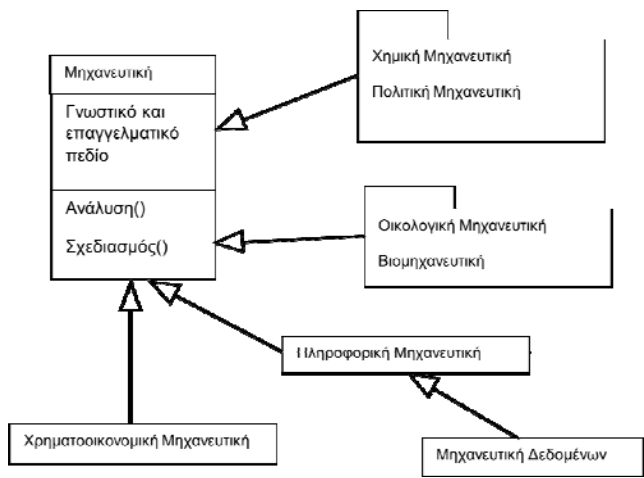 Μηχανευτική
Γνωστικό και
επαγγελματικό
πεδίο
Ανάλυση()
Σχεδιασμός()
Χημική Μηχανευτική
Πολιτική Μηχανευτική
Οικολογική Μηχανευτική
Βιομηχανευτική
Πληροφορική Μηχανευτική
Χρηματοοικονομική Μηχανευτική
Μηχανευτική Δεδομένων